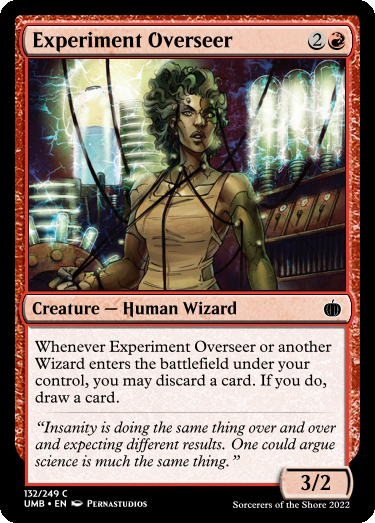 Experiment Overseer 2
Creature — Human Wizard
Whenever Experiment Overseer or another
Wizard enters the battlefield under your
control, you may discard a card. If you do,
draw a card.
“Insanity is doing the same thing over and over
and expecting different results. One could argue
science is much the same thing.”
3/2
132/249 C
UMB • EN PERNASTUDIOS
Sorcerers of the Shore 2022